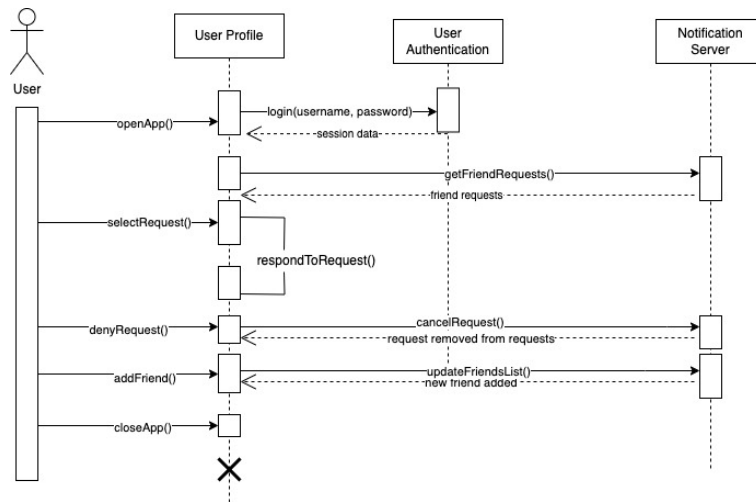 User Profile
User
Authentication
Notification
Server
User
login(username, password)
openApp()
session data
getFriendRequests()
friend requests
selectRequest()
respondToRequest()
cancelRequest()
denyRequest()
request removed from requests
updateFriendsList()
addFriend()
new friend added
closeApp()